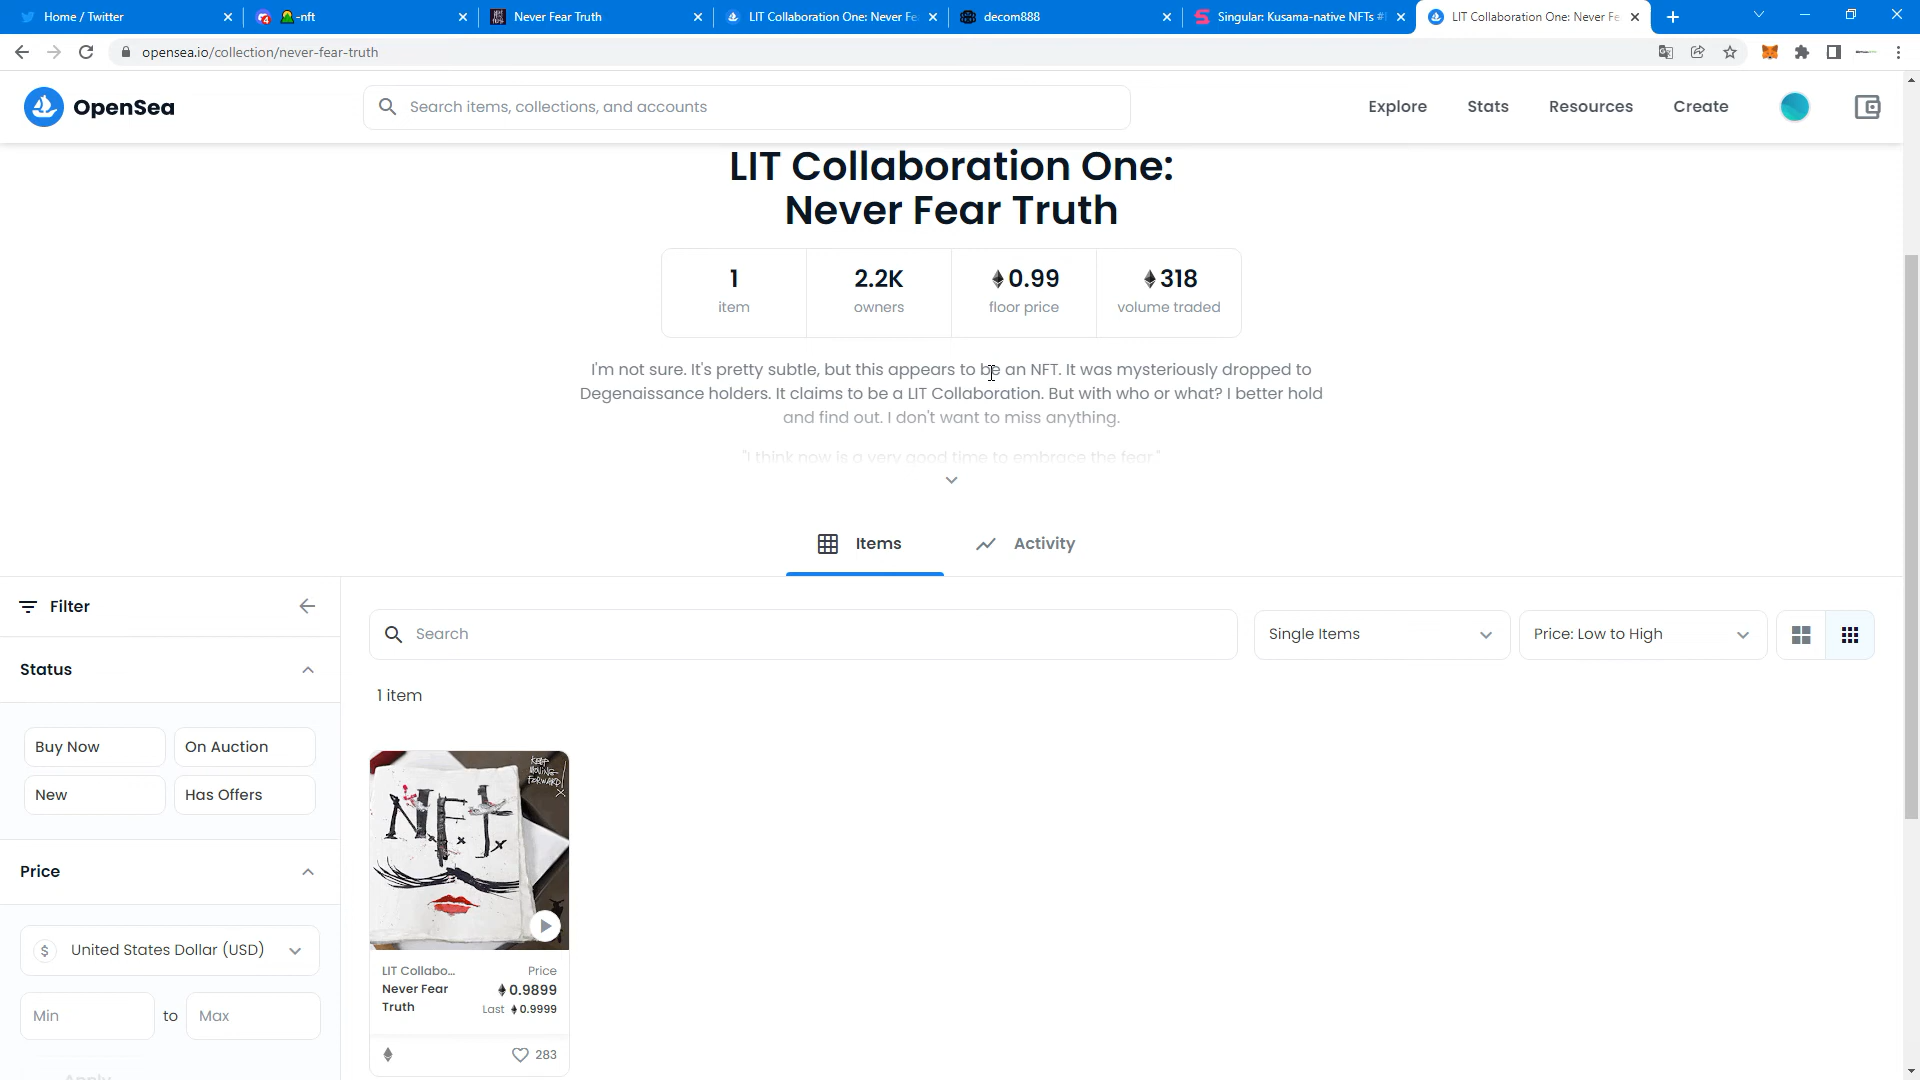 Home / Twitter
-nft
Never Fear Truth
LIT Collaboration One: Never Fe
decom888
Singular: Kusama-native NFTs #
LIT Collaboration One: Never Fe
opensea.io/collection/never-fear-truth
OpenSea
Search items, collections, and accounts
Explore
Stats
Resources
Create
LIT Collaboration One:
Never Fear Truth
1
item
2.2K
owners
0.99
floor price
318
volume traded
I'm not sure. It's pretty subtle, but this appears to be an NFT. It was mysteriously dropped to
Degenaissance holders. It claims to be a LIT Collaboration. But with who or what? I better hold
and find out. I don't want to miss anything.
"I think now is a very good time to embrace the fear."
Items
Activity
Filter
Search
Single Items
Price: Low to High
Status
1 item
Buy Now
On Auction
New
Has Offers
KEEP
MOVING
FORWARD!
X
N.F.T.
Price
$ United States Dollar (USD)
LIT Collabo...
Price
Never Fear
Truth
0.9899
Last 0.9999
Min
to
Max
283
Apply